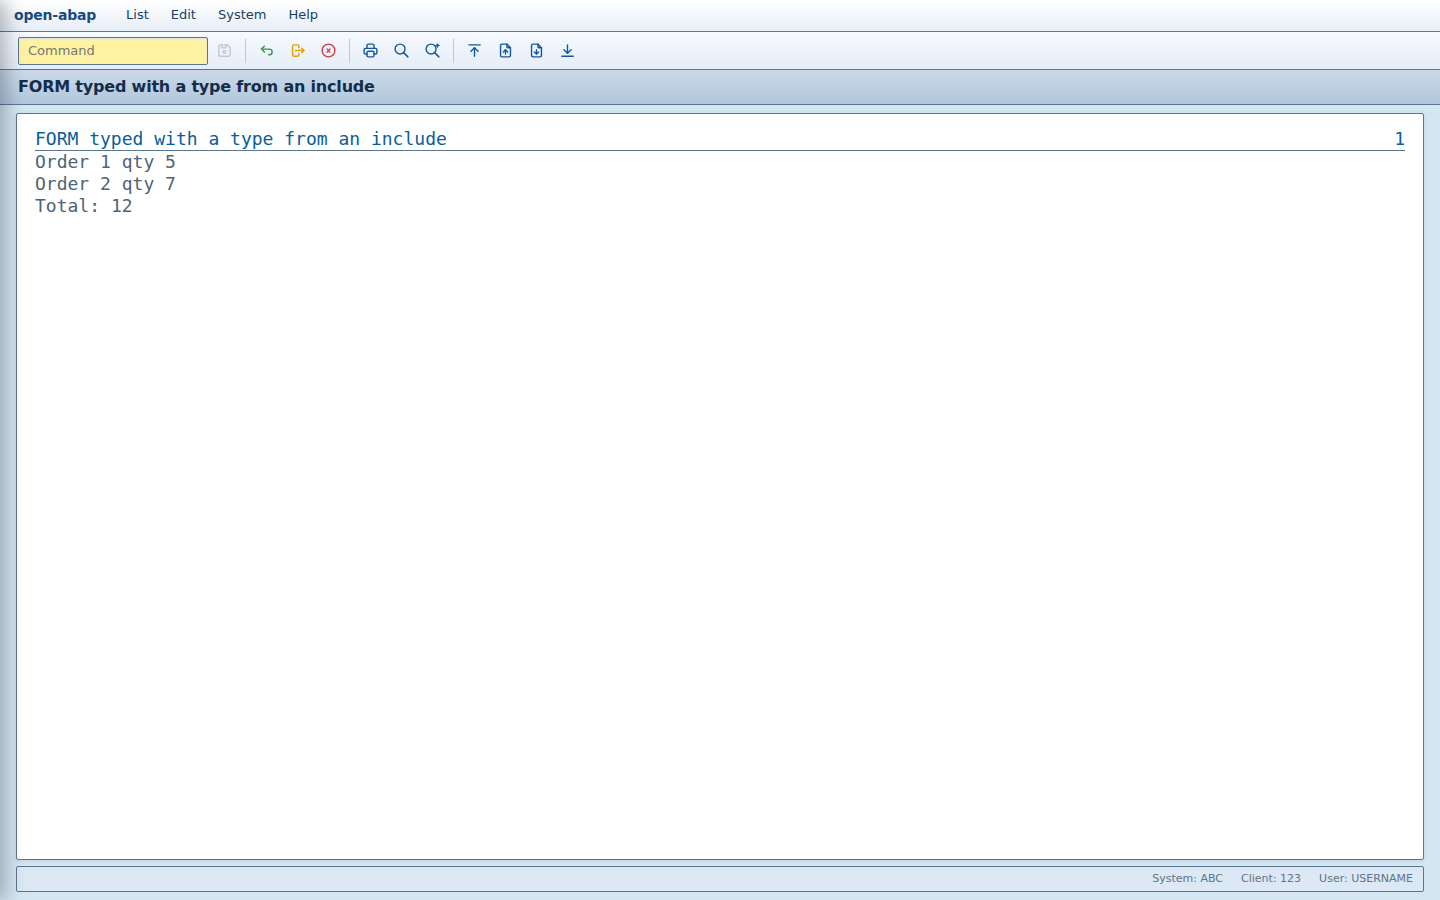 open-abap List Edit System Help
Command
FORM typed with a type from an include
FORM typed with a type from an include 1
Order 1 qty 5
Order 2 qty 7
Total: 12
System: ABC Client: 123 User: USERNAME